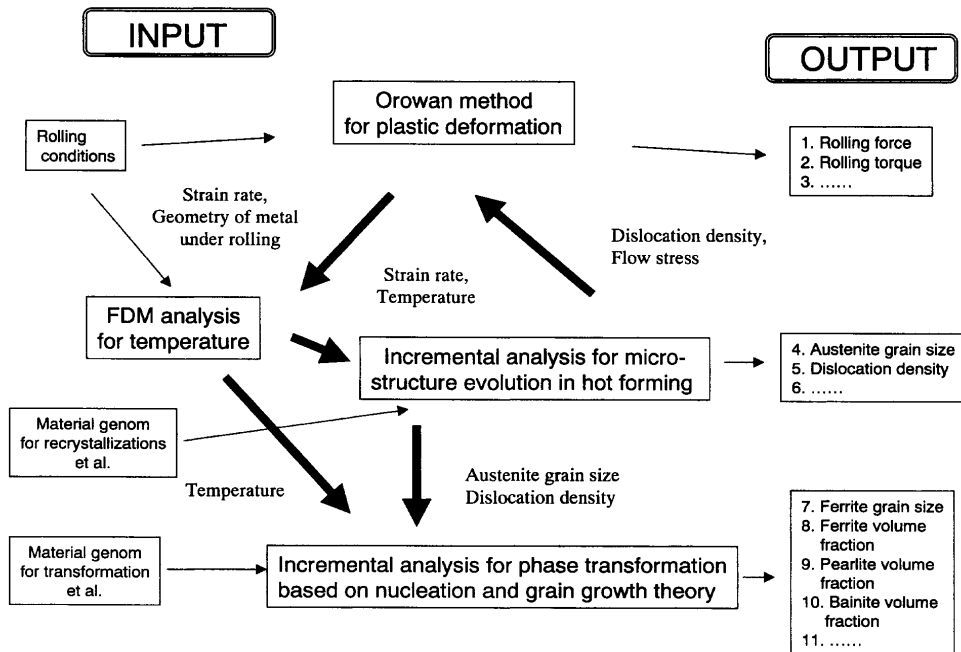 INPUT
OUTPUT
Orowan method
for plastic deformation
Rolling
conditions
1. Rolling force
2. Rolling torque
3. ......
Strain rate,
Geometry of metal
under rolling
Dislocation density,
Flow stress
Strain rate,
Temperature
FDM analysis
for temperature
Incremental analysis for micro-
structure evolution in hot forming
4. Austenite grain size
5. Dislocation density
6. ......
Material genom
for recrystallizations
et al.
Temperature
Austenite grain size
Dislocation density
7. Ferrite grain size
8. Ferrite volume
fraction
9. Pearlite volume
fraction
10. Bainite volume
fraction
11. ......
Material genom
for transformation
et al.
Incremental analysis for phase transformation
based on nucleation and grain growth theory